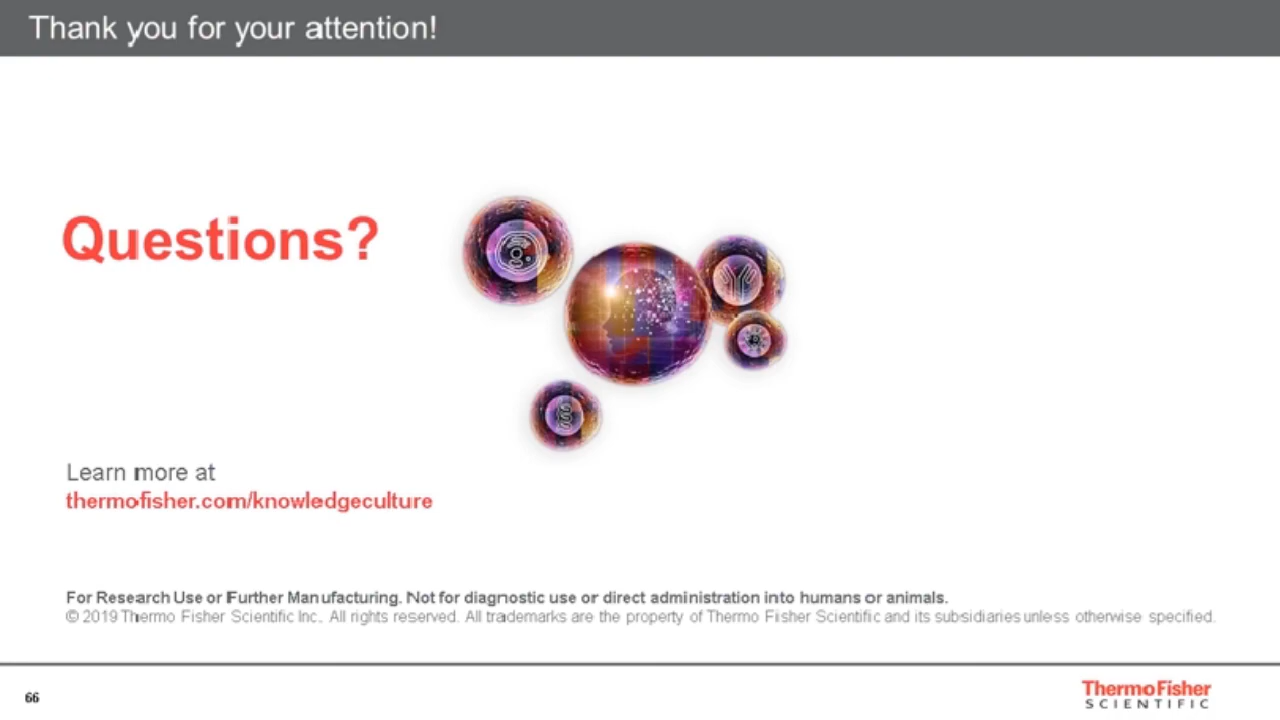 Thank you for your attention!
Questions?
Learn more at
thermofisher.com/knowledgeculture
For Research Use or Further Manufacturing. Not for diagnostic use or direct administration into humans or animals.
© 2019 Thermo Fisher Scientific Inc. All rights reserved. All trademarks are the property of Thermo Fisher Scientific and its subsidiaries unless otherwise specified.
66
ThermoFisher
SCIENTIFIC